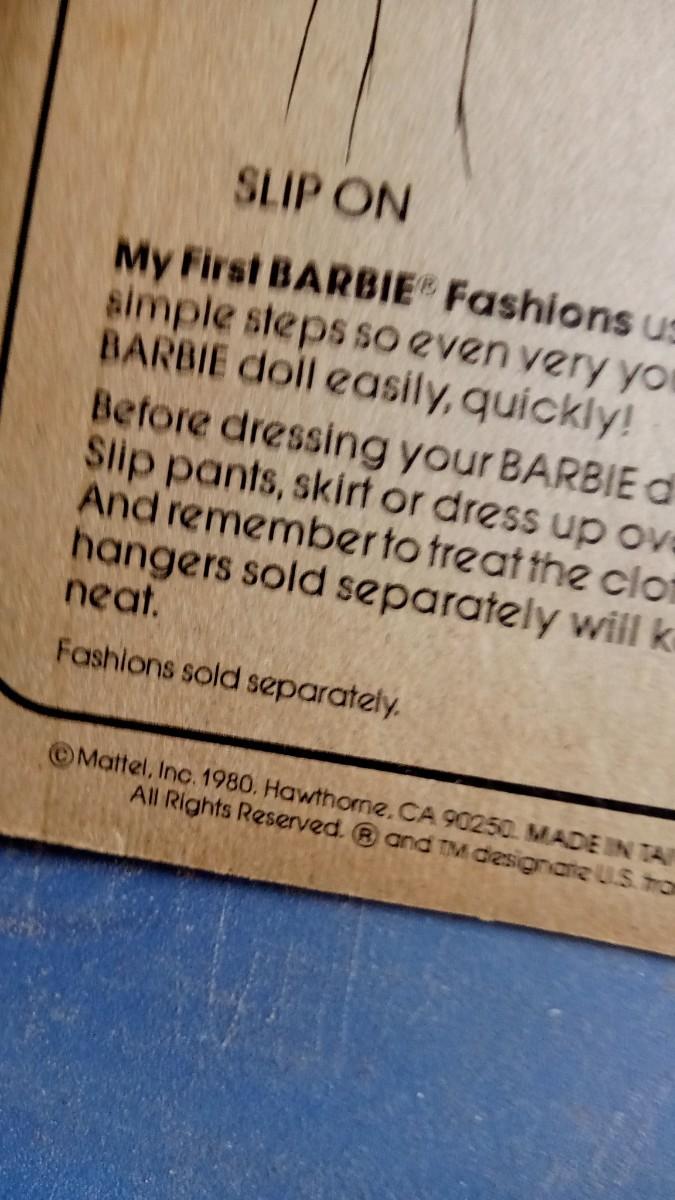 SLIP ON
My First BARBIE® Fashions
simple steps so even very
BARBIE doll easily, quickly!
Before dressing your BARBIE
Slip pants, skirt or dress up
And remember to treat the
hangers sold separately will
neat.
Fashions sold separately.
©Mattel, Inc. 1980. Hawthorne, CA 90250. MADE IN
All Rights Reserved. ® and TM designate U.S.